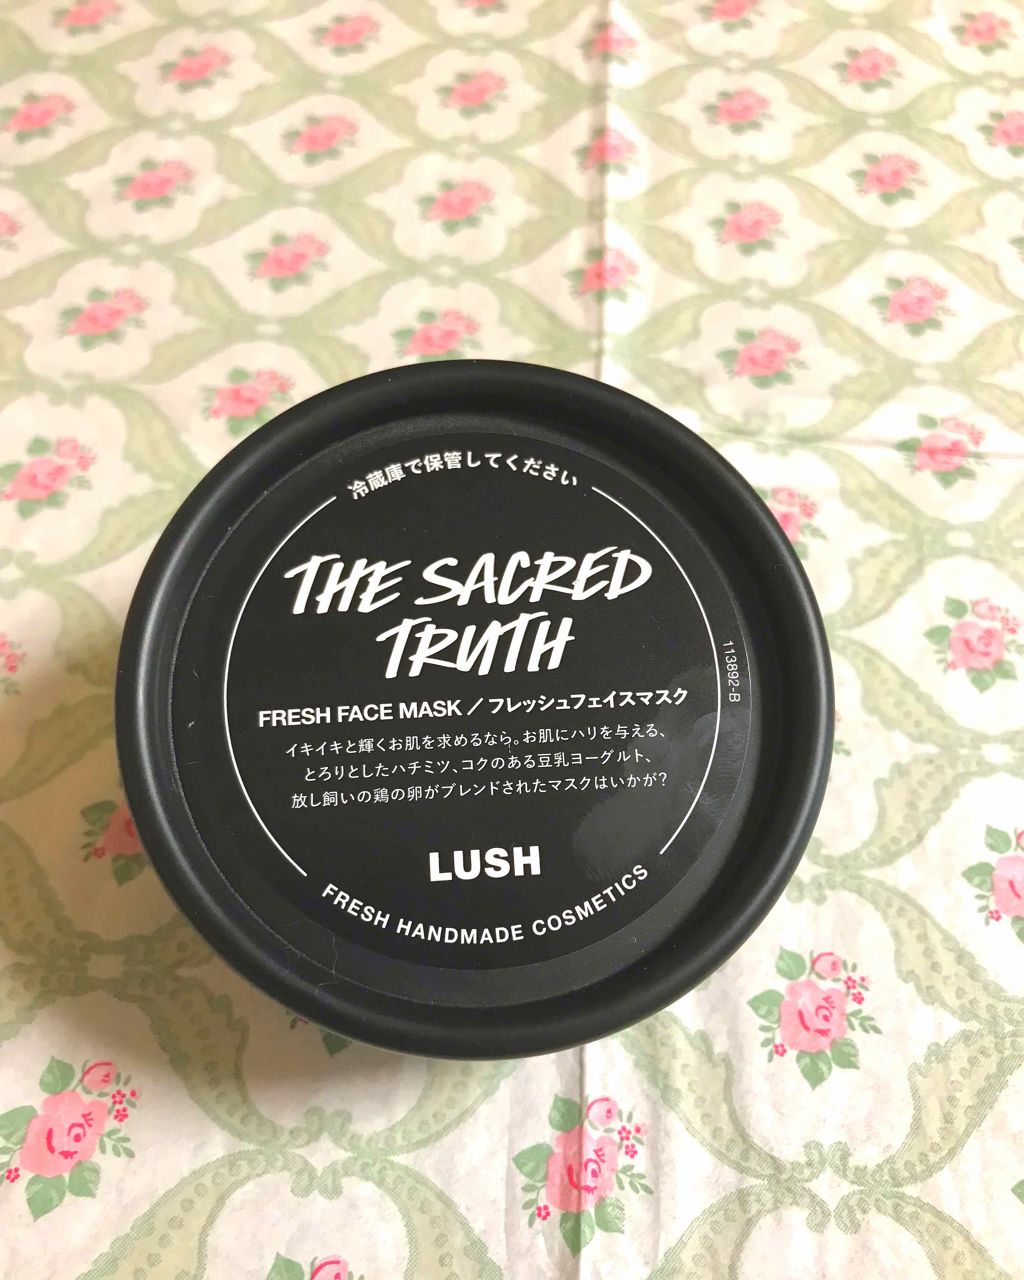 冷蔵庫で保管してください
THE SACRED
TRUTH
FRESH FACE MASK／フレッシュフェイスマスク
イキイキと輝くお肌を求めるなら。お肌にハリを与える、
とろりとしたハチミツ、コクのある豆乳ヨーグルト、
放し飼いの鶏の卵がブレンドされたマスクはいかが?
LUSH
FRESH HANDMADE COSMETICS
113892-B